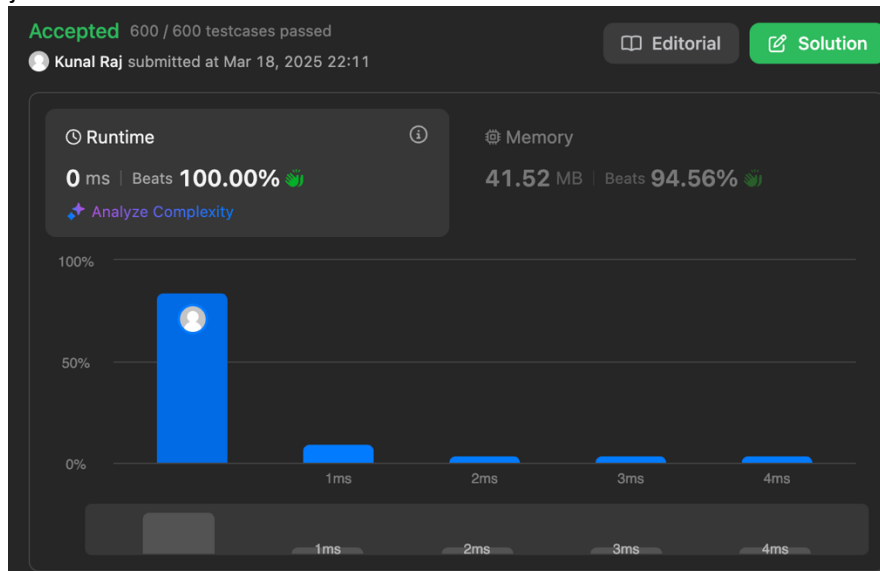 Accepted 600 / 600 testcases passed
Editorial
Solution
Kunal Raj submitted at Mar 18, 2025 22:11
Runtime
0 ms | Beats 100.00%
Analyze Complexity
Memory
41.52 MB | Beats 94.56%
100%
50%
0%
1ms 2ms 3ms 4ms
1ms 2ms 3ms 4ms